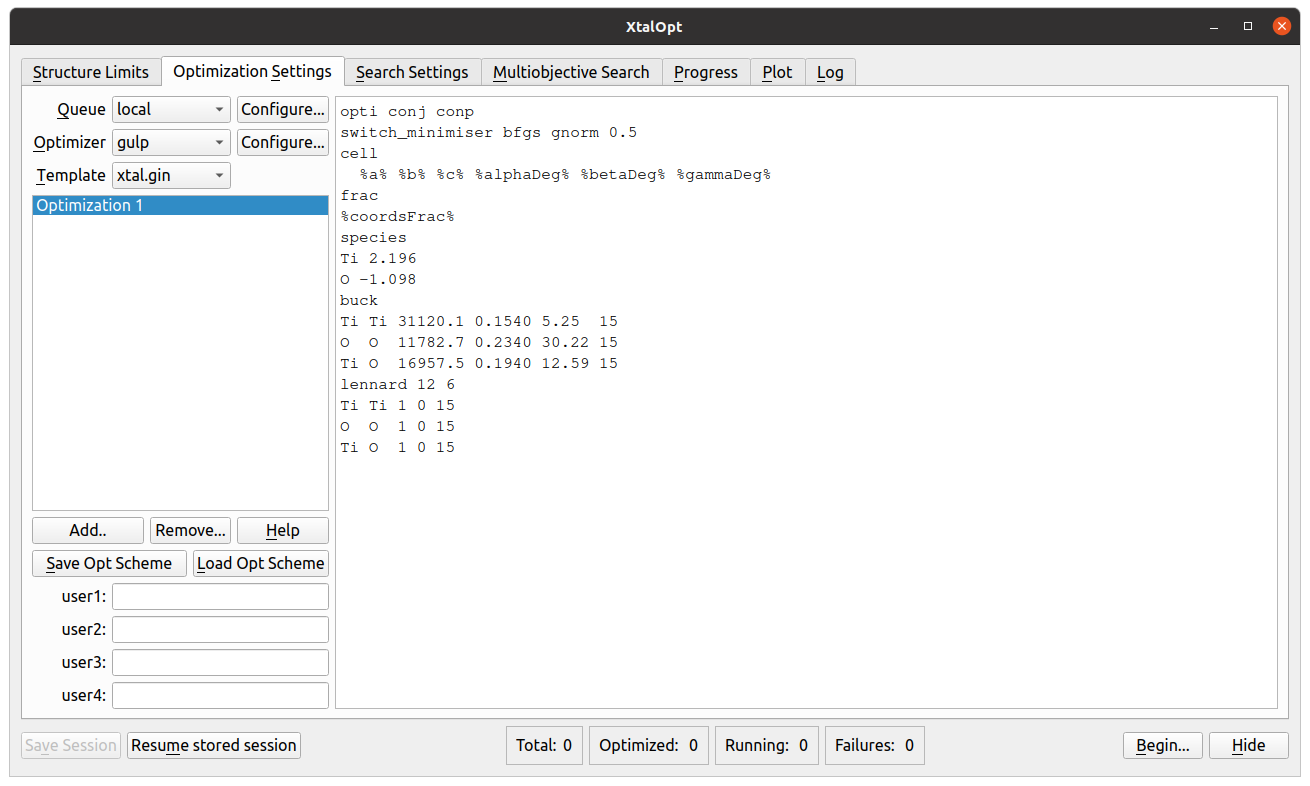 XtalOpt
Structure Limits Optimization Settings Search Settings Multiobjective Search Progress Plot Log
Queue local Configure...
Optimizer gulp Configure...
Template xtal.gin
Optimization 1
Add.. Remove... Help
Save Opt Scheme Load Opt Scheme
user1:
user2:
user3:
user4:
opti conj conp
switch_minimiser bfgs gnorm 0.5
cell
%a% %b% %c% %alphaDeg% %betaDeg% %gammaDeg%
frac
%coordsFrac%
species
Ti 2.196
O -1.098
buck
Ti Ti 31120.1 0.1540 5.25 15
O O 11782.7 0.2340 30.22 15
Ti O 16957.5 0.1940 12.59 15
lennard 12 6
Ti Ti 1 0 15
O O 1 0 15
Ti O 1 0 15
Save Session Resume stored session Total: 0 Optimized: 0 Running: 0 Failures: 0 Begin... Hide